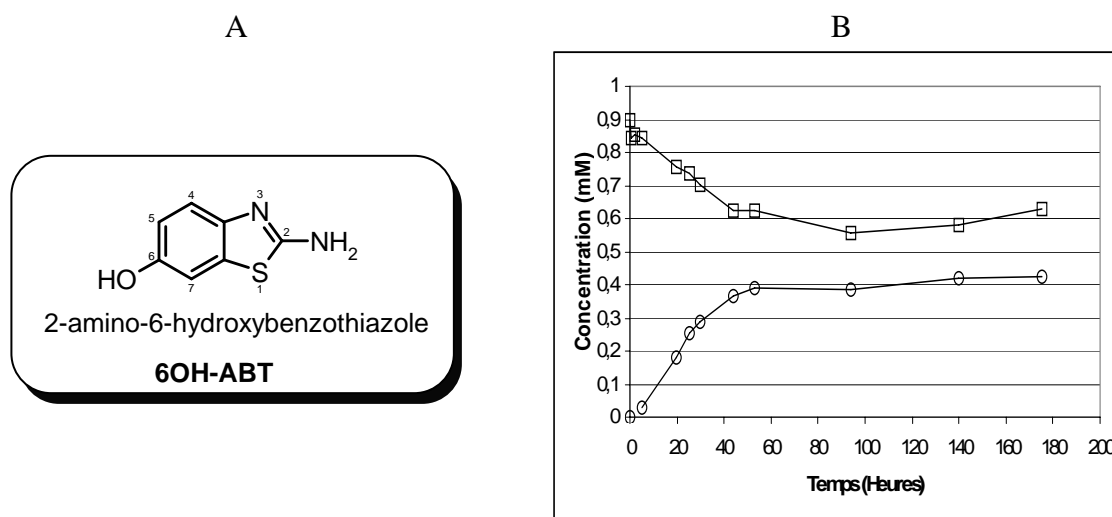 A
B
4
3
5
N
2
NH2
6
HO
S
7
1
2-amino-6-hydroxybenzothiazole
6OH-ABT
Concentration (mM)
1
0,9
0,8
0,7
0,6
0,5
0,4
0,3
0,2
0,1
0
0 20 40 60 80 100 120 140 160 180 200
Temps (Heures)